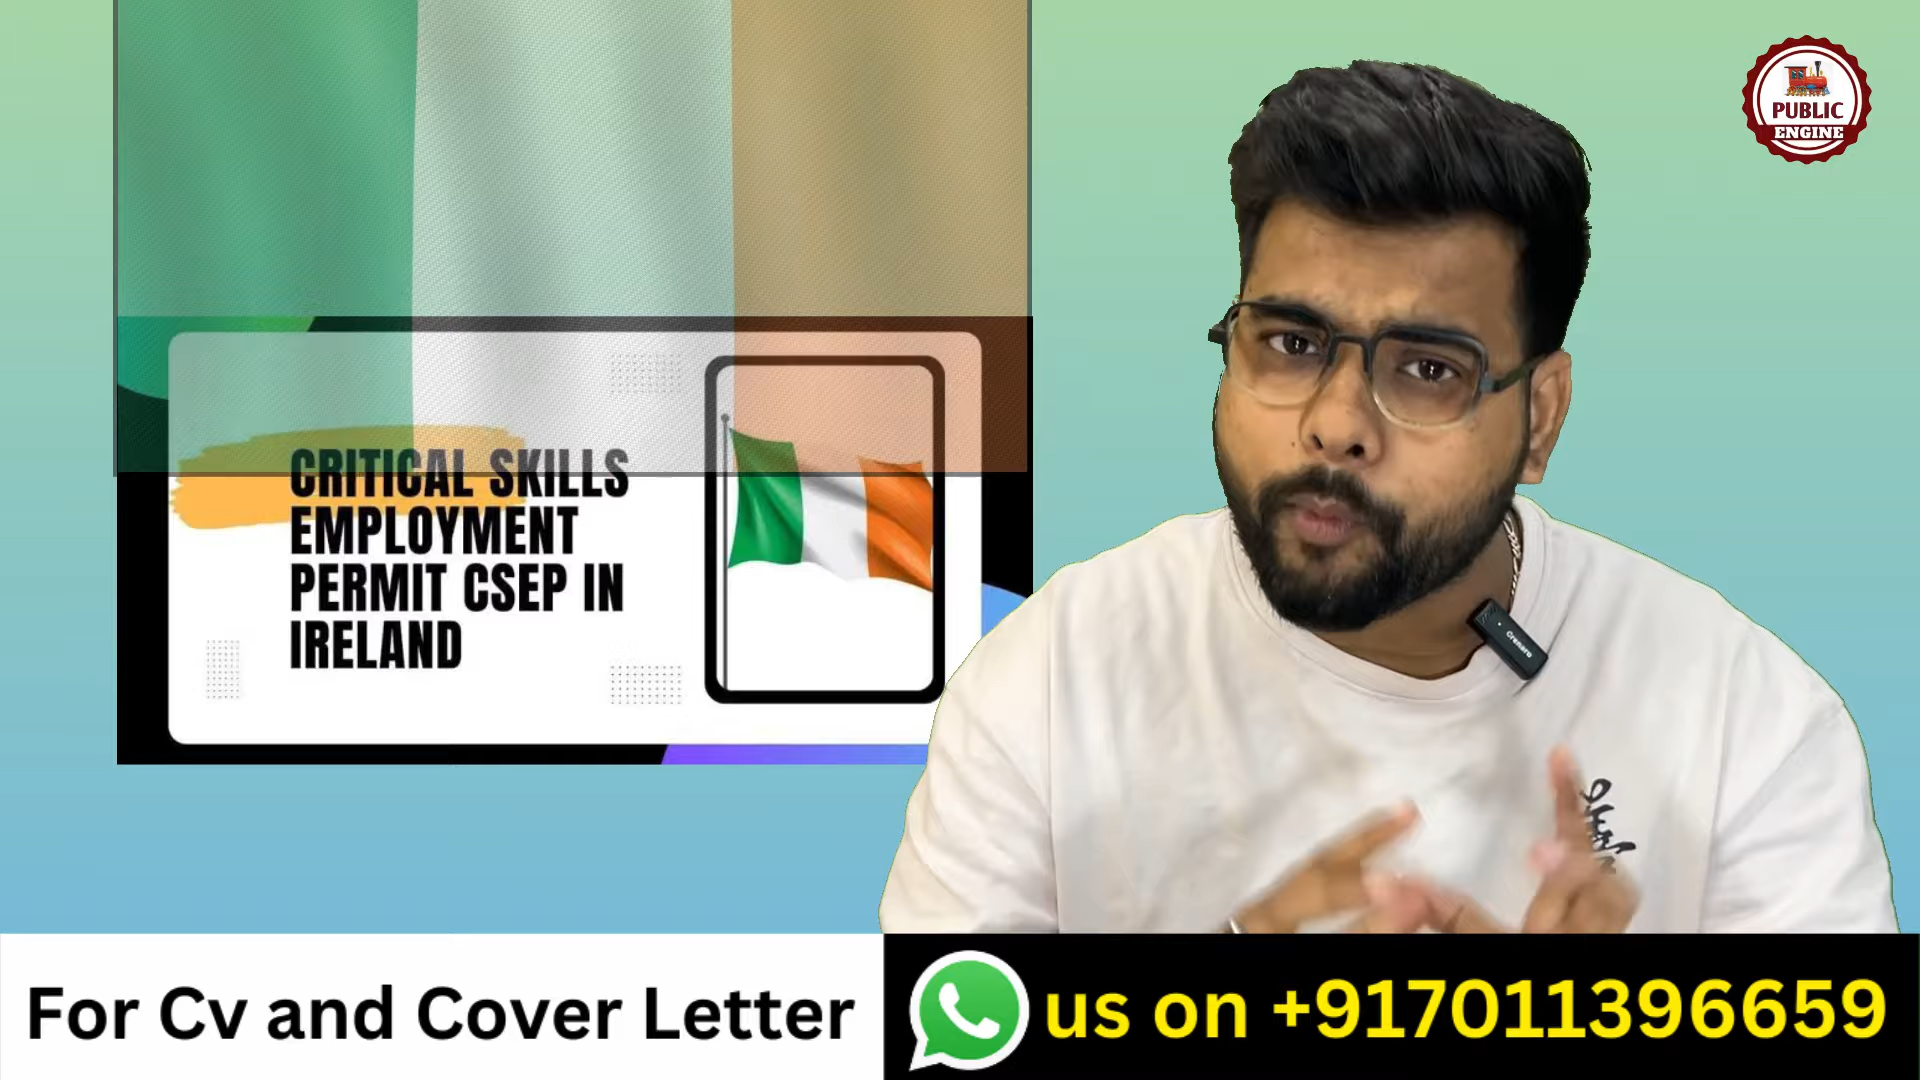 PUBLIC
ENGINE
CRITICAL SKILLS
EMPLOYMENT
PERMIT CSEP IN
IRELAND
For Cv and Cover Letter
us on +917011396659